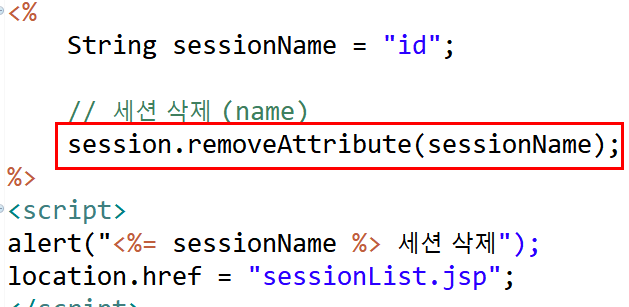 <%
String sessionName = "id";
// 세션 삭제 (name)
session.removeAttribute(sessionName);
%>
<script>
alert("<%= sessionName %> 세션 삭제");
location.href = "sessionList.jsp";
</script>